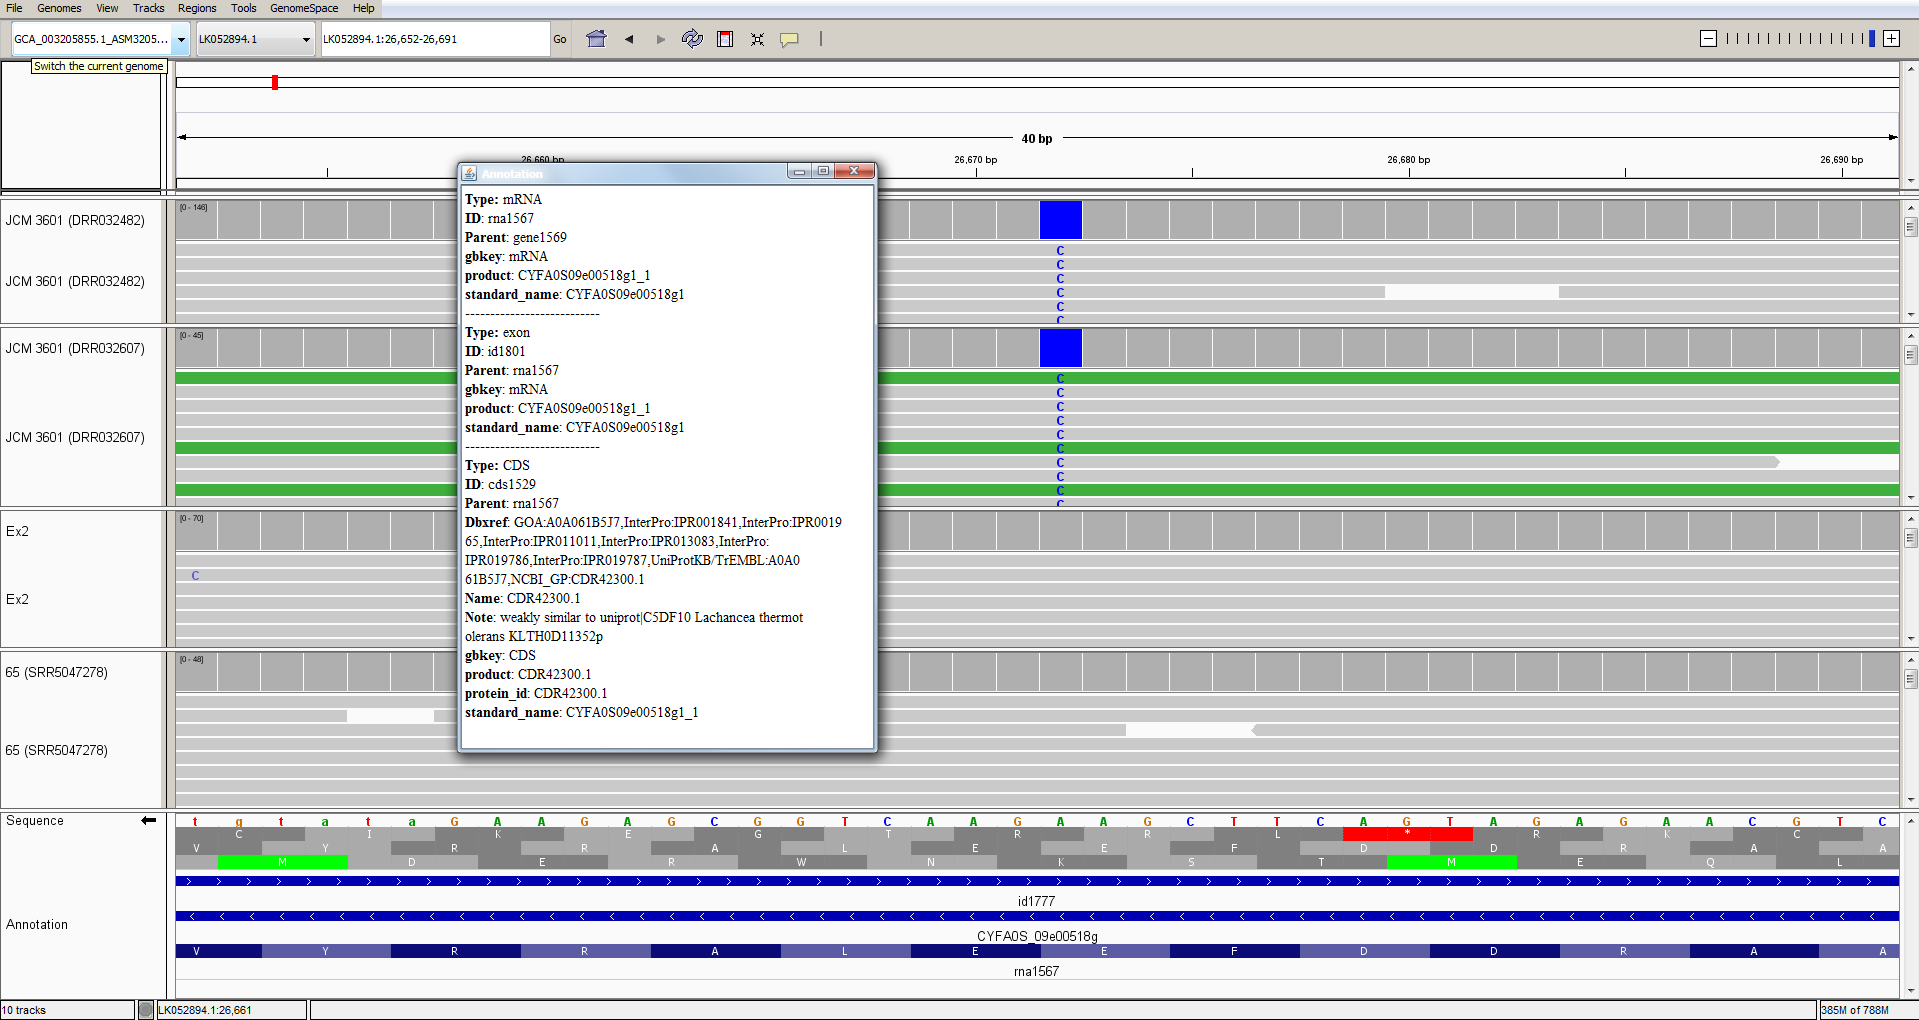 File Genomes View Tracks Regions Tools GenomeSpace Help
GCA_003205855.1_ASM3205... LK052894.1 LK052894.1:26,652-26,691 Go
Switch the current genome
40 bp
26,660 bp 26,670 bp 26,680 bp 26,690 bp
Annotation
Type: mRNA
ID: rna1567
Parent: gene1569
gbkey: mRNA
product: CYFA0S09e00518g1_1
standard_name: CYFA0S09e00518g1
---------------------------
Type: exon
ID: id1801
Parent: rna1567
gbkey: mRNA
product: CYFA0S09e00518g1_1
standard_name: CYFA0S09e00518g1
---------------------------
Type: CDS
ID: cds1529
Parent: rna1567
Dbxref: GOA:A0A061B5J7,InterPro:IPR001841,InterPro:IPR0019
65,InterPro:IPR011011,InterPro:IPR013083,InterPro:
IPR019786,InterPro:IPR019787,UniProtKB/TrEMBL:A0A0
61B5J7,NCBI_GP:CDR42300.1
Name: CDR42300.1
Note: weakly similar to uniprot|C5DF10 Lachancea thermot
olerans KLTH0D11352p
gbkey: CDS
product: CDR42300.1
protein_id: CDR42300.1
standard_name: CYFA0S09e00518g1_1
JCM 3601 (DRR032482) [0 - 146]
C
C
JCM 3601 (DRR032482)
C
C
C
C
JCM 3601 (DRR032607) [0 - 45]
C
C
C
C
JCM 3601 (DRR032607)
C
C
C
C
C
C
Ex2 [0 - 70]
C
Ex2
65 (SRR5047278) [0 - 48]
65 (SRR5047278)
Sequence t g t a t a G A A G A G C G G T C A A G A A G C T T C A G T A G A G A A C G T C
C I K E G T R R L * R K C
V Y R R A L E E F D D R A A
M D E R W N K S T M E Q L
id1777
Annotation
CYFA0S_09e00518g
V Y R R A L E E F D D R A A
rna1567
10 tracks LK052894.1:26,661 385M of 788M